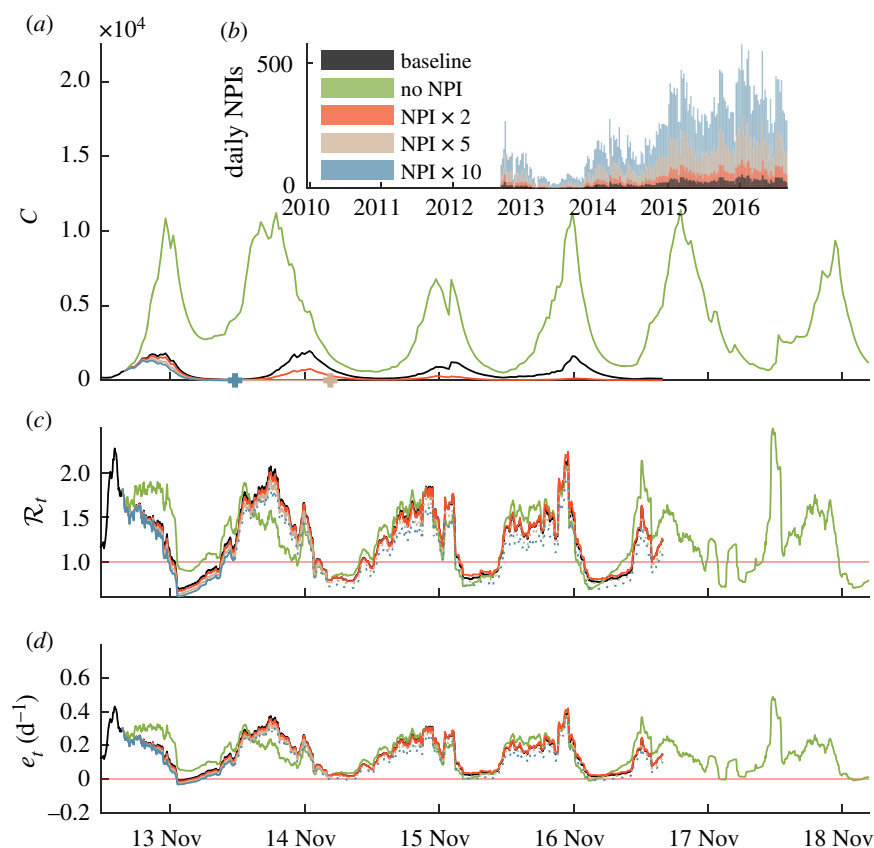 (a)
×10⁴
2.0
1.5
C
1.0
0.5
0
(b)
daily NPIs
500
0
baseline
no NPI
NPI × 2
NPI × 5
NPI × 10
2010 2011 2012 2013 2014 2015 2016
(c)
2.0
ℛt
1.5
1.0
(d)
0.6
et (d⁻¹)
0.4
0.2
0
–0.2
13 Nov 14 Nov 15 Nov 16 Nov 17 Nov 18 Nov